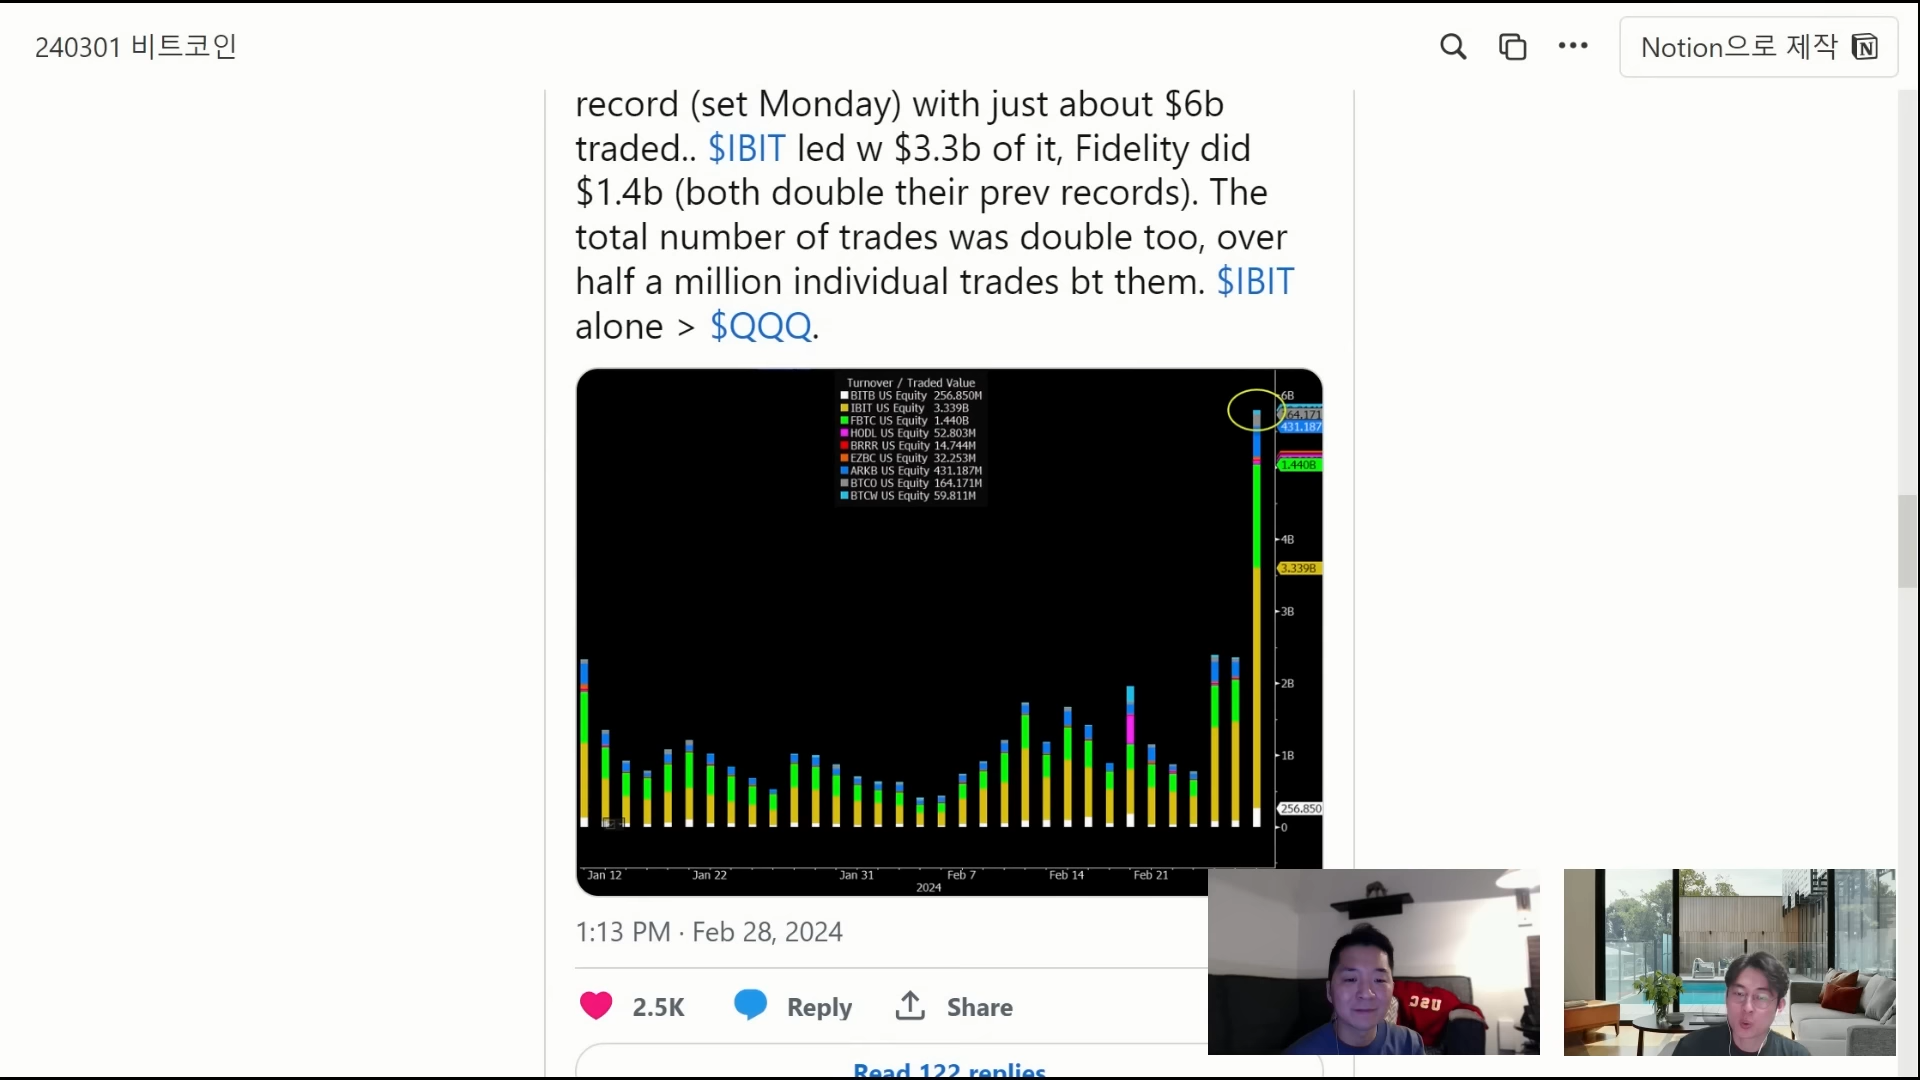 240301 비트코인
Notion으로 제작
record (set Monday) with just about $6b
traded.. $IBIT led w $3.3b of it, Fidelity did
$1.4b (both double their prev records). The
total number of trades was double too, over
half a million individual trades bt them. $IBIT
alone > $QQQ.
Turnover / Traded Value
BITB US Equity 256.850M
IBIT US Equity 3.339B
FBTC US Equity 1.440B
HODL US Equity 52.803M
BRRR US Equity 14.744M
EZBC US Equity 32.253M
ARKB US Equity 431.187M
BTCO US Equity 164.171M
BTCW US Equity 59.811M
6B
64.171
431.187
1.440B
4B
3.339B
3B
2B
1B
256.850
0
Jan 12 Jan 22 Jan 31 Feb 7 Feb 14 Feb 21
2024
1:13 PM · Feb 28, 2024
2.5K Reply Share
USC
Read 122 replies